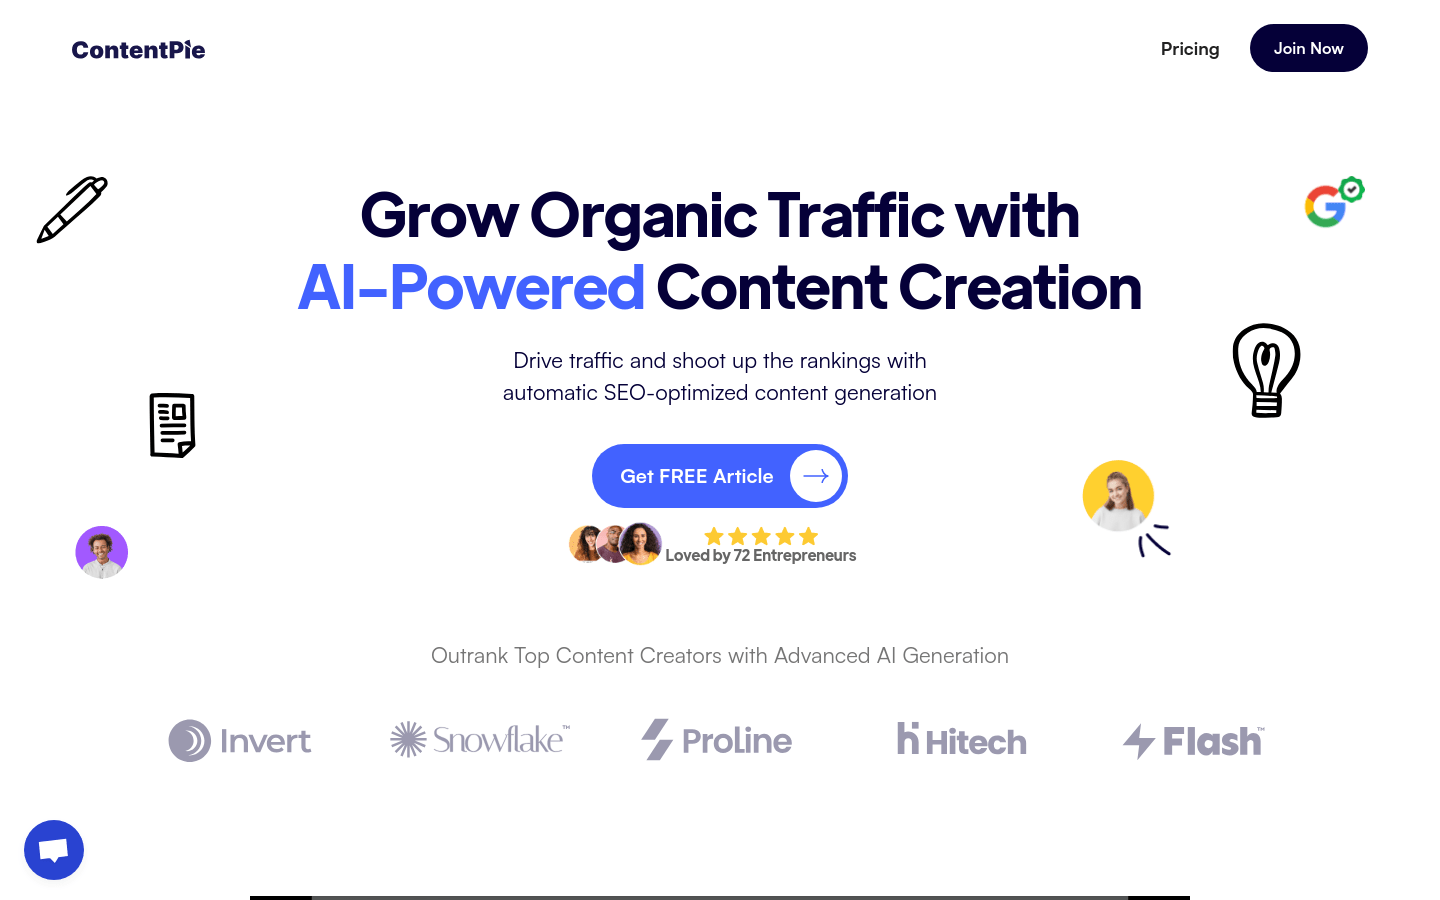 ContentPie
Pricing
Join Now
Grow Organic Traffic with
AI-Powered Content Creation
Drive traffic and shoot up the rankings with
automatic SEO-optimized content generation
Get FREE Article
Loved by 72 Entrepreneurs
Outrank Top Content Creators with Advanced AI Generation
Invert
Snowflake™
ProLine
Hitech
Flash™